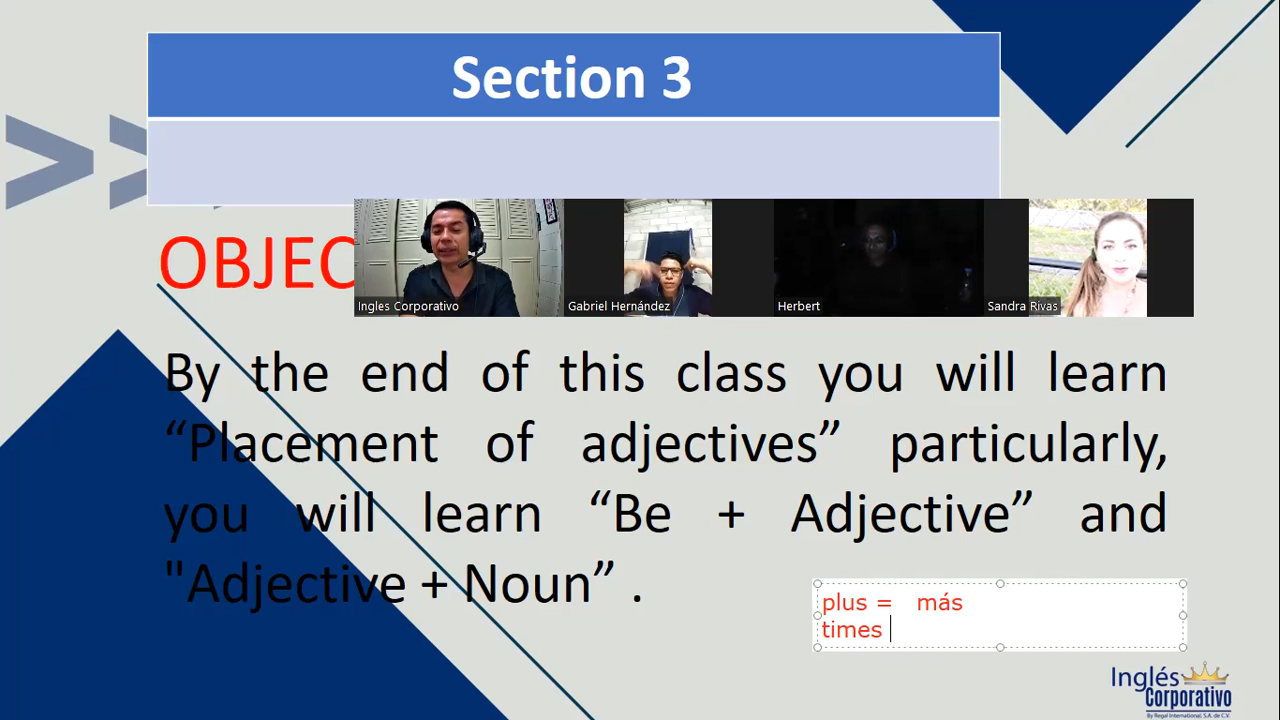 Section 3
>>
OBJEC
Ingles Corporativo
Gabriel Hernández
Herbert
Sandra Rivas
By the end of this class you will learn
“Placement of adjectives” particularly,
you will learn “Be + Adjective” and
"Adjective + Noun” .
plus = más
times
Inglés
Corporativo
By Regal International, S.A. de C.V.